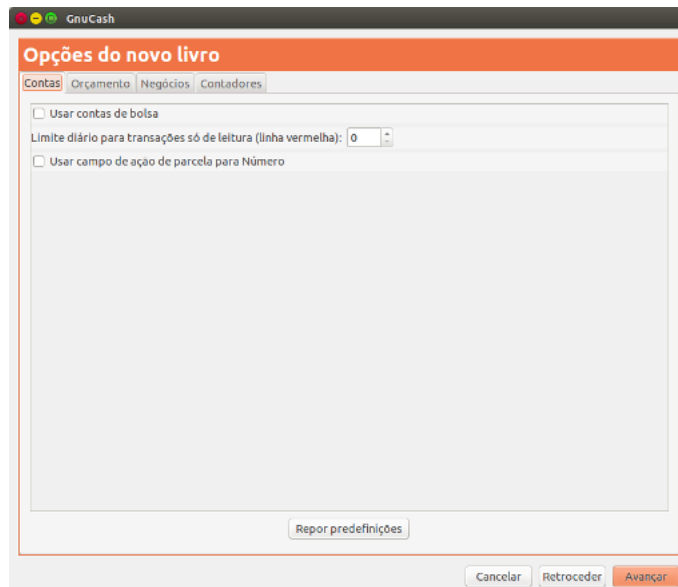 GnuCash
Opções do novo livro
Contas Orçamento Negócios Contadores
Usar contas de bolsa
Limite diário para transações só de leitura (linha vermelha): 0
Usar campo de ação de parcela para Número
Repor predefinições
Cancelar Retroceder Avançar